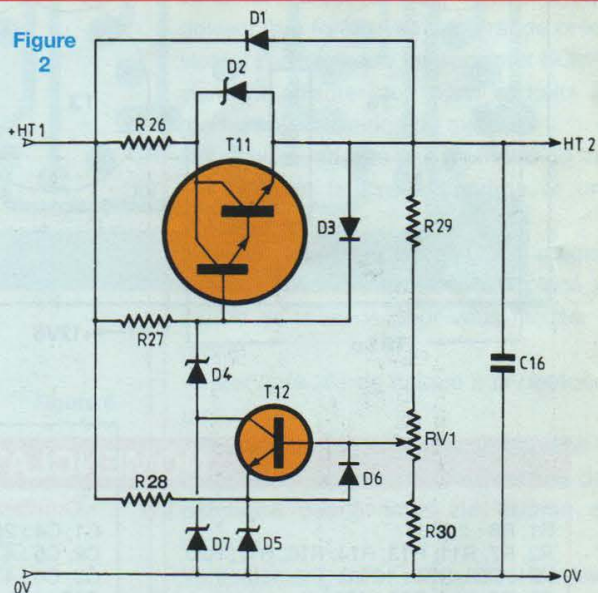 Figure
2
D1
D2
+HT1
R26
T11
HT2
D3
R29
R27
D4
T12
C16
RV1
R28
D6
D7
D5
R30
0V
0V